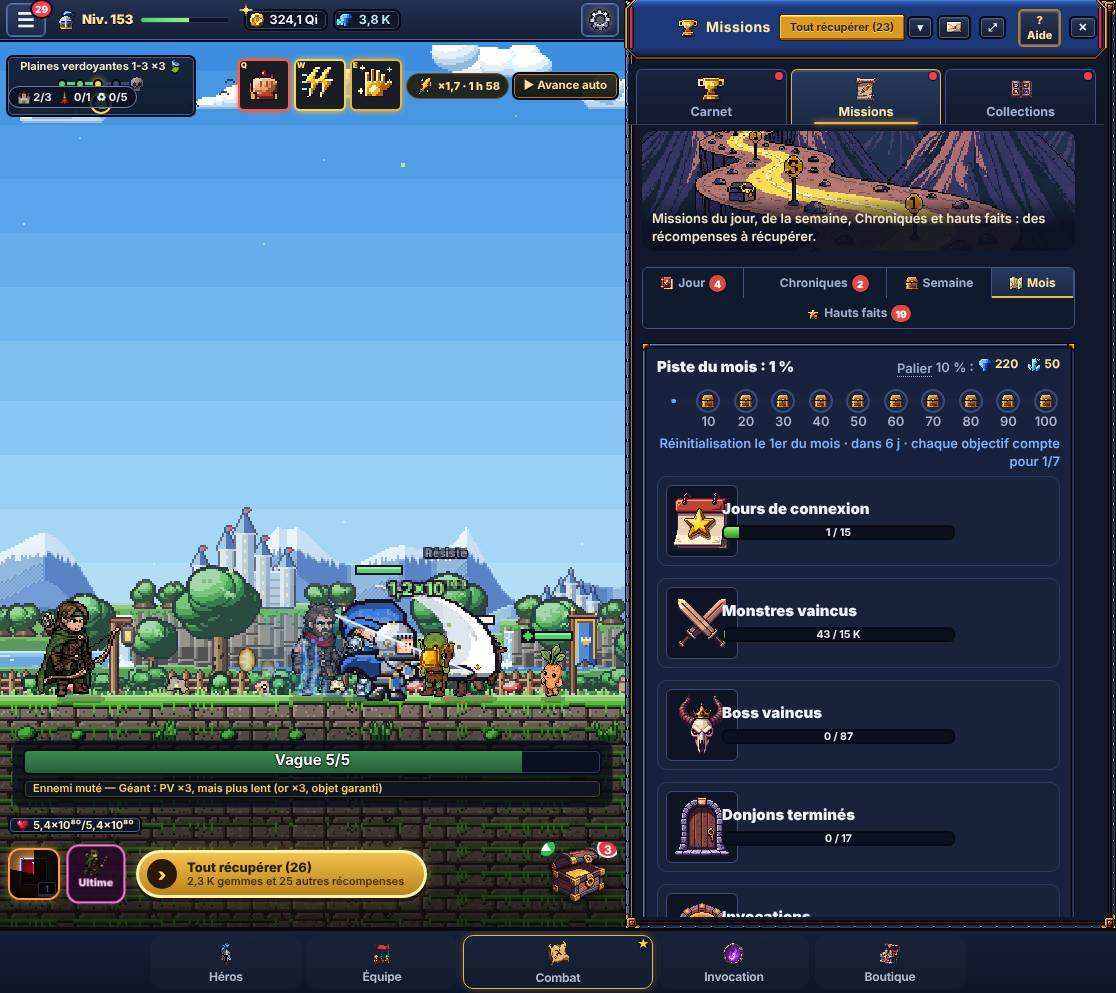 29
Niv. 153
324,1 Qi
3,8 K
Missions
Tout récupérer (23)
?
Aide
Plaines verdoyantes 1-3 ×3
2/3
0/1
0/5
Q
W
E
×1,7 · 1 h 58
Avance auto
Carnet
Missions
Collections
Missions du jour, de la semaine, Chroniques et hauts faits : des
récompenses à récupérer.
Jour 4
Chroniques 2
Semaine
Mois
Hauts faits 19
Piste du mois : 1 %
Palier 10 % : 220 50
10 20 30 40 50 60 70 80 90 100
Réinitialisation le 1er du mois · dans 6 j · chaque objectif compte
pour 1/7
Jours de connexion
1 / 15
Monstres vaincus
43 / 15 K
Boss vaincus
0 / 87
Donjons terminés
0 / 17
Invocations
Résiste
Vague 5/5
Ennemi muté — Géant : PV ×3, mais plus lent (or ×3, objet garanti)
5,4×10⁸⁰/5,4×10⁸⁰
1
Ultime
Tout récupérer (26)
2,3 K gemmes et 25 autres récompenses
3
Héros
Équipe
Combat
Invocation
Boutique